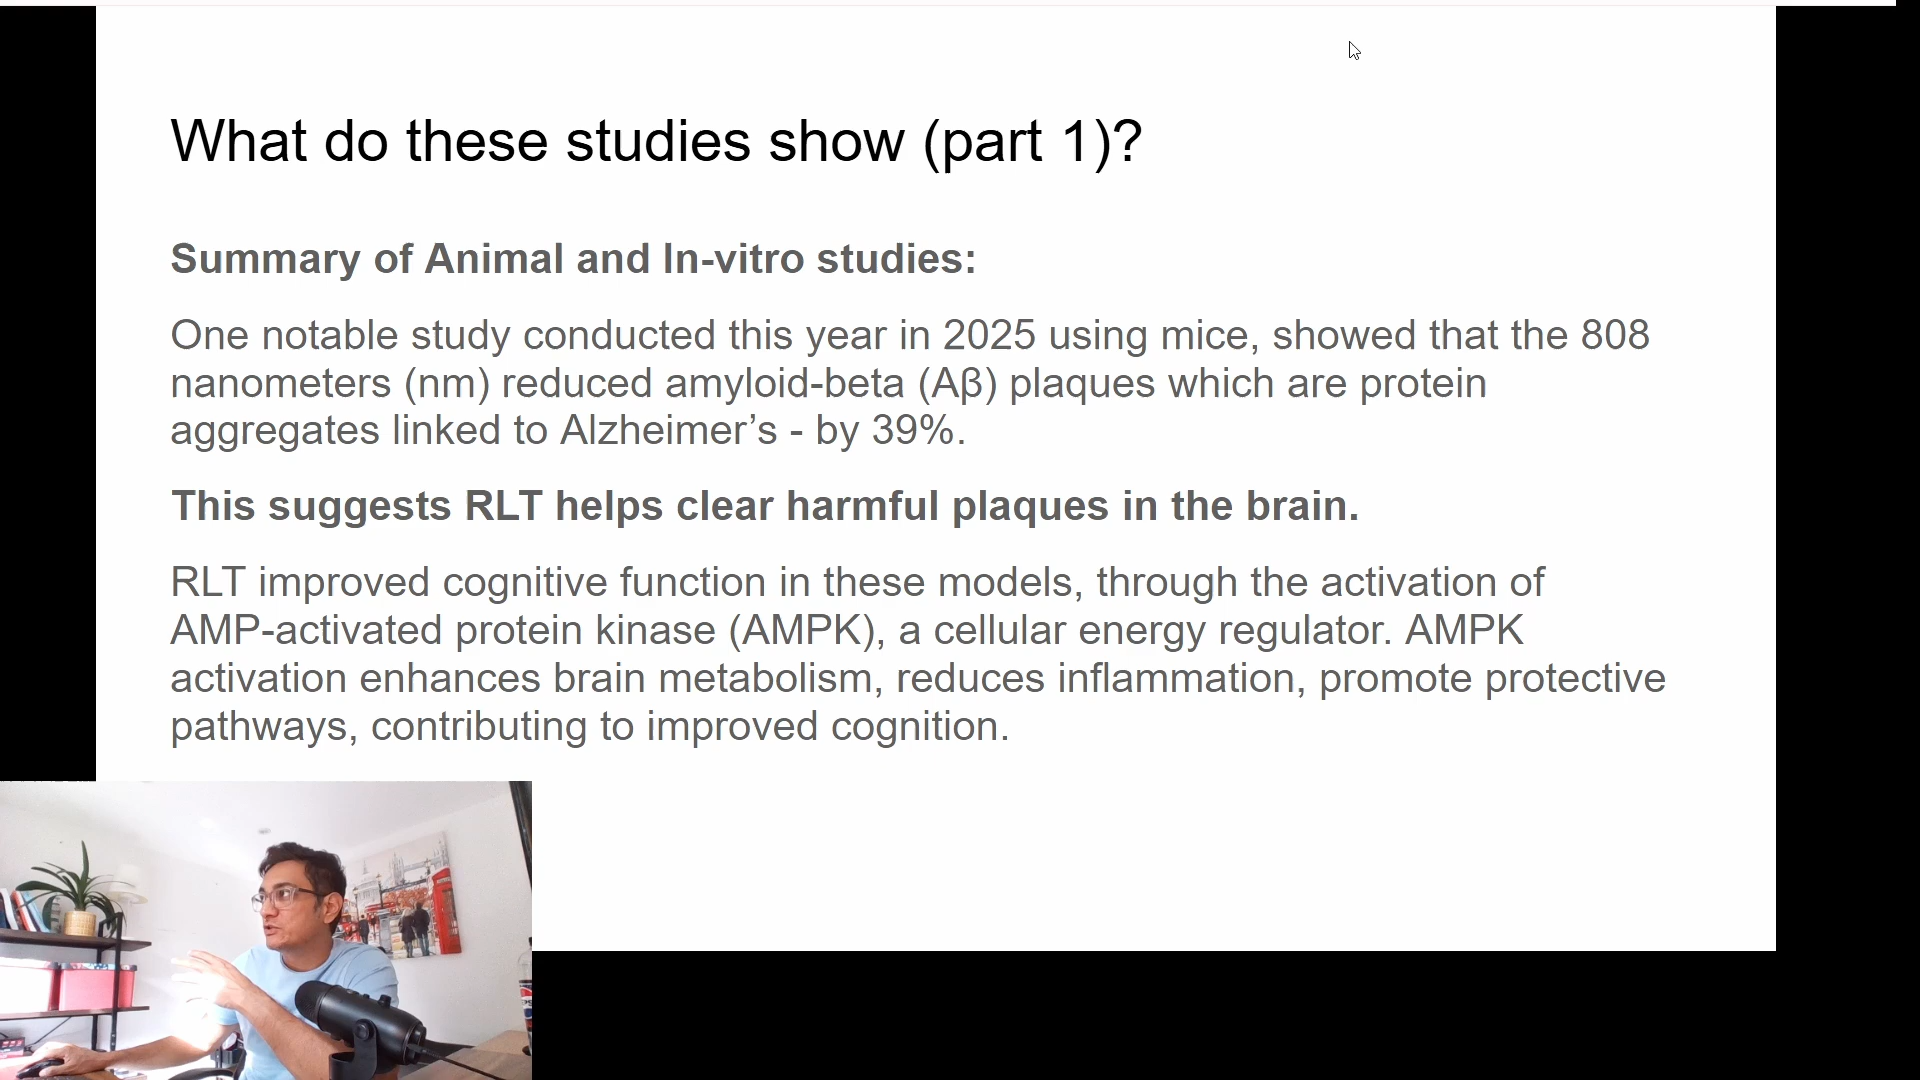 What do these studies show (part 1)?
Summary of Animal and In-vitro studies:
One notable study conducted this year in 2025 using mice, showed that the 808
nanometers (nm) reduced amyloid-beta (Aβ) plaques which are protein
aggregates linked to Alzheimer’s - by 39%.
This suggests RLT helps clear harmful plaques in the brain.
RLT improved cognitive function in these models, through the activation of
AMP-activated protein kinase (AMPK), a cellular energy regulator. AMPK
activation enhances brain metabolism, reduces inflammation, promote protective
pathways, contributing to improved cognition.